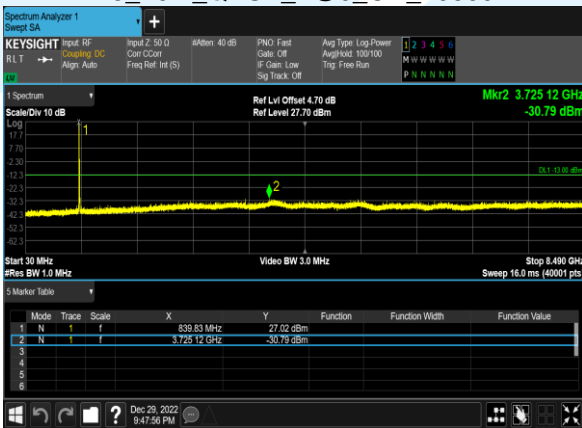 Spectrum Analyzer 1
Swept SA
KEYSIGHT Input: RF Input Z: 50 Ω #Atten: 40 dB PNO: Fast Avg Type: Log-Power 1 2 3 4 5 6
RLT Coupling: DC Corr CCorr Gate: Off Avg|Hold: 100/100 M W W W W W
Align: Auto Freq Ref: Int (S) IF Gain: Low Trig: Free Run
Sig Track: Off P N N N N N
LW
1 Spectrum Ref Lvl Offset 4.70 dB Mkr2 3.725 12 GHz
Scale/Div 10 dB Ref Level 27.70 dBm -30.79 dBm
Log
17.7 1
7.70
-2.30
-12.3 DL1 -13.00 dBm
-22.3 2
-32.3
-42.3
-52.3
-62.3
Start 30 MHz Video BW 3.0 MHz Stop 8.490 GHz
#Res BW 1.0 MHz Sweep 16.0 ms (40001 pts
5 Marker Table
Mode Trace Scale X Y Function Function Width Function Value
1 N 1 f 839.83 MHz 27.02 dBm
2 N 1 f 3.725 12 GHz -30.79 dBm
3
4
5
6
? Dec 29, 2022
9:47:56 PM